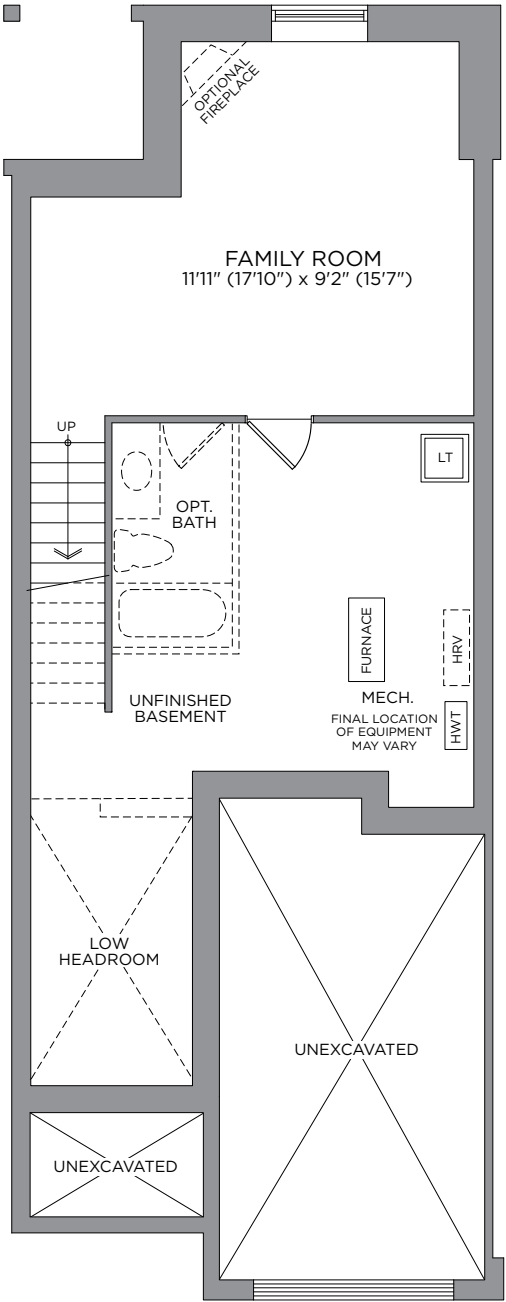 OPTIONAL
FIREPLACE
FAMILY ROOM
11'11" (17'10") x 9'2" (15'7")
UP
LT
OPT.
BATH
FURNACE
HRV
UNFINISHED
BASEMENT
MECH.
FINAL LOCATION
OF EQUIPMENT
MAY VARY
HWT
LOW
HEADROOM
UNEXCAVATED
UNEXCAVATED